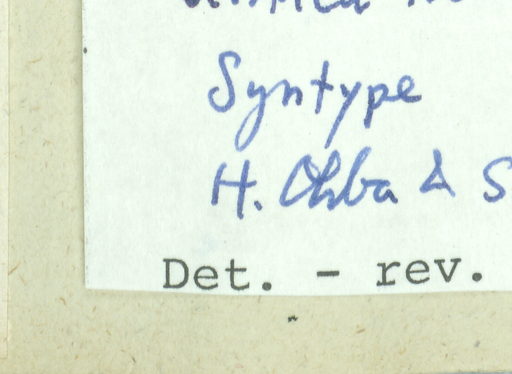 Syntype
H. Ohba & S
Det. - rev.